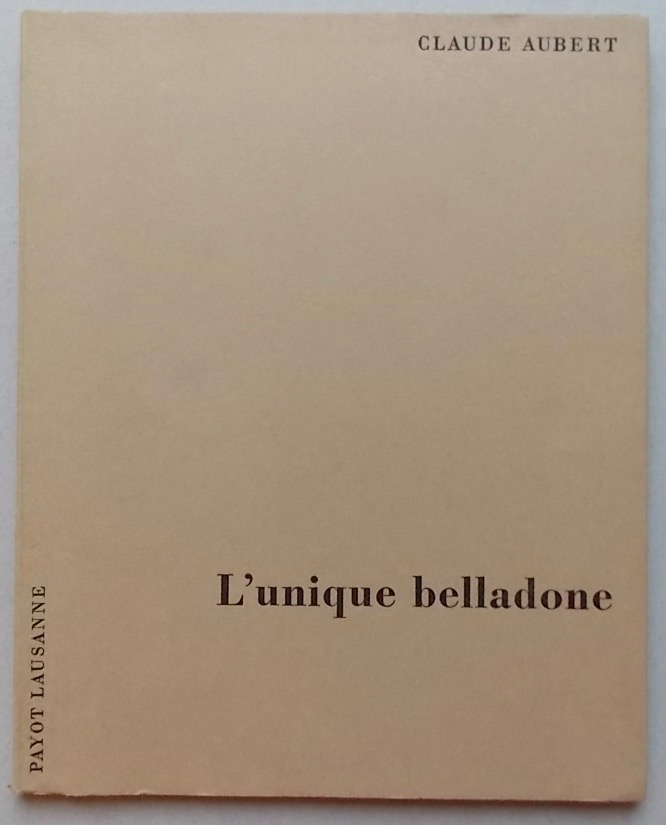 CLAUDE AUBERT
L’unique belladone
PAYOT LAUSANNE